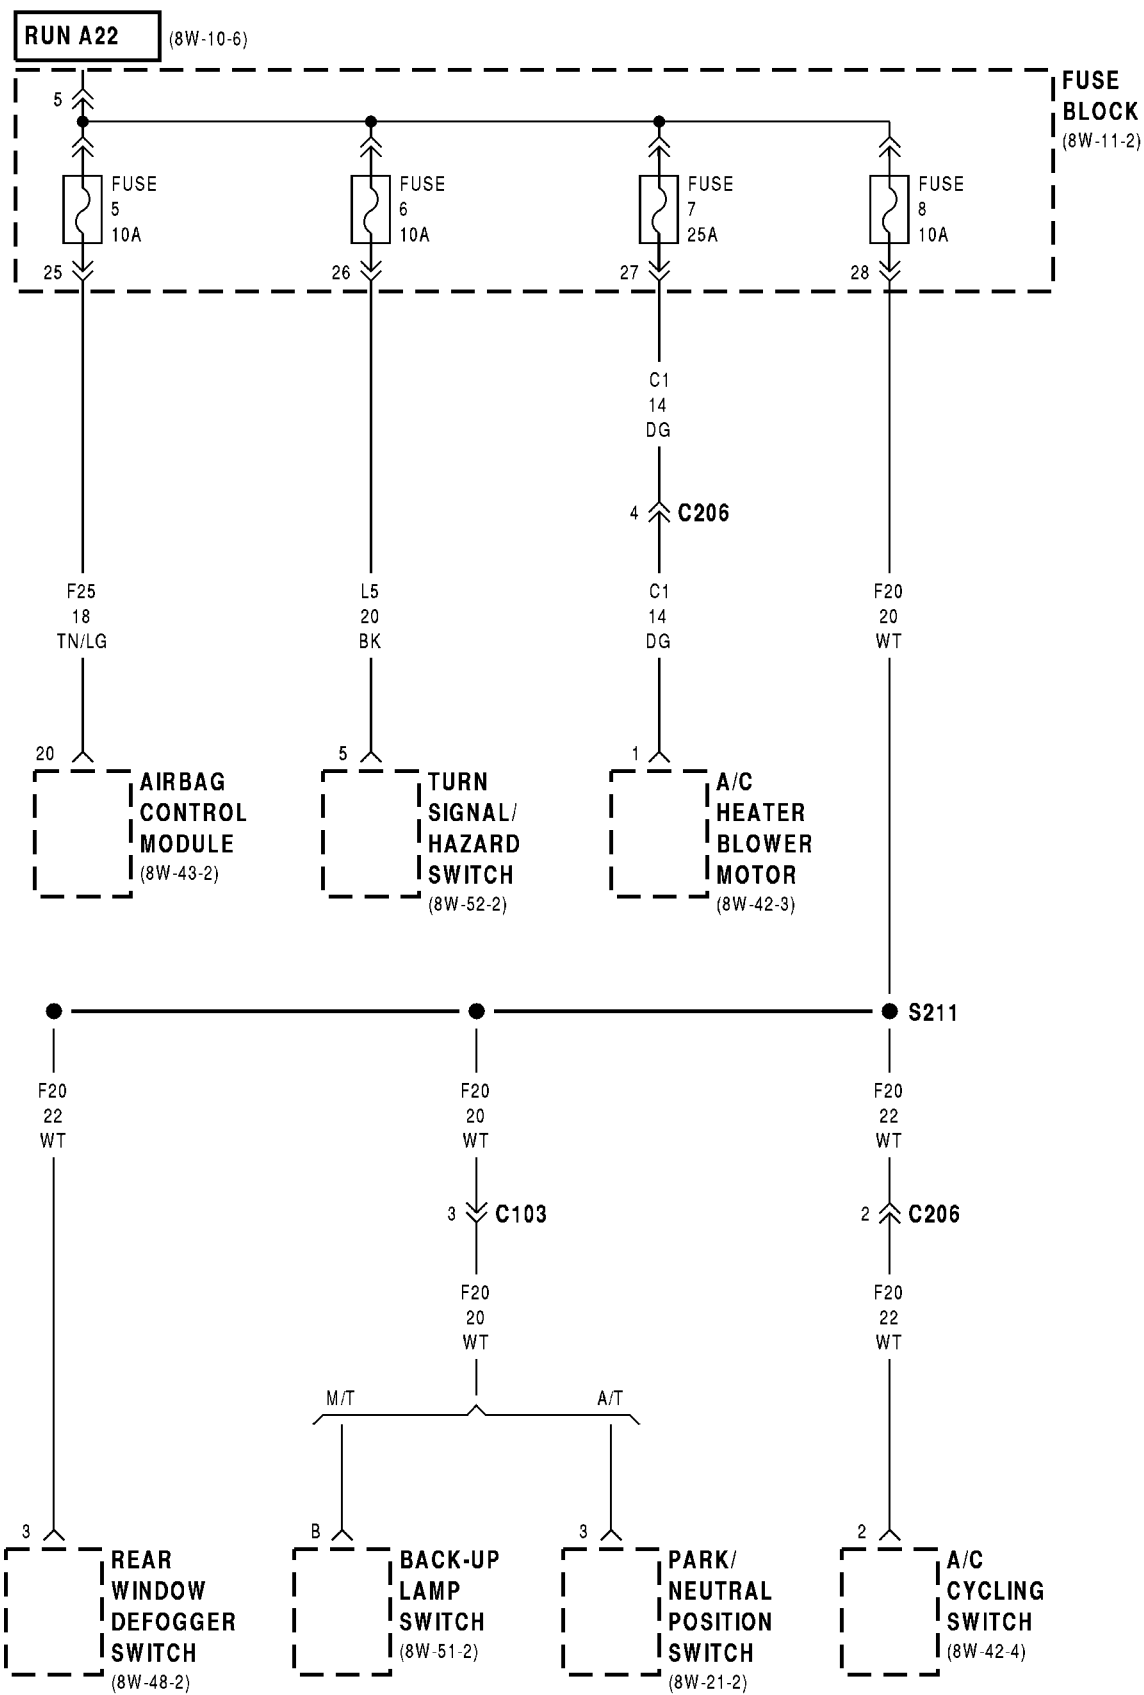 RUN A22 (8W-10-6)
FUSE
BLOCK
(8W-11-2)
5
FUSE
5
10A
FUSE
6
10A
FUSE
7
25A
FUSE
8
10A
25
26
27
28
C1
14
DG
4 C206
F25
18
TN/LG
L5
20
BK
C1
14
DG
F20
20
WT
20
AIRBAG
CONTROL
MODULE
(8W-43-2)
5
TURN
SIGNAL/
HAZARD
SWITCH
(8W-52-2)
1
A/C
HEATER
BLOWER
MOTOR
(8W-42-3)
S211
F20
22
WT
F20
20
WT
F20
22
WT
3 C103
2 C206
F20
20
WT
F20
22
WT
M/T
A/T
3
REAR
WINDOW
DEFOGGER
SWITCH
(8W-48-2)
B
BACK-UP
LAMP
SWITCH
(8W-51-2)
3
PARK/
NEUTRAL
POSITION
SWITCH
(8W-21-2)
2
A/C
CYCLING
SWITCH
(8W-42-4)